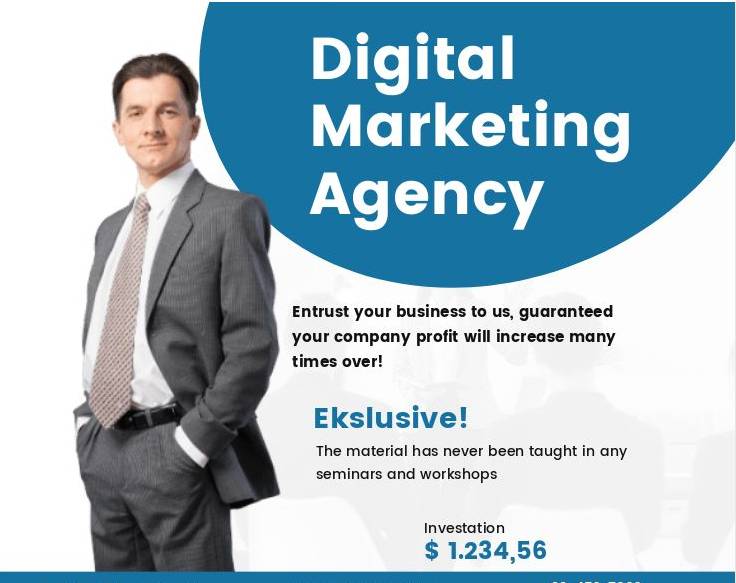 Digital
Marketing
Agency
Entrust your business to us, guaranteed
your company profit will increase many
times over!
Ekslusive!
The material has never been taught in any
seminars and workshops
Investation
$ 1.234,56